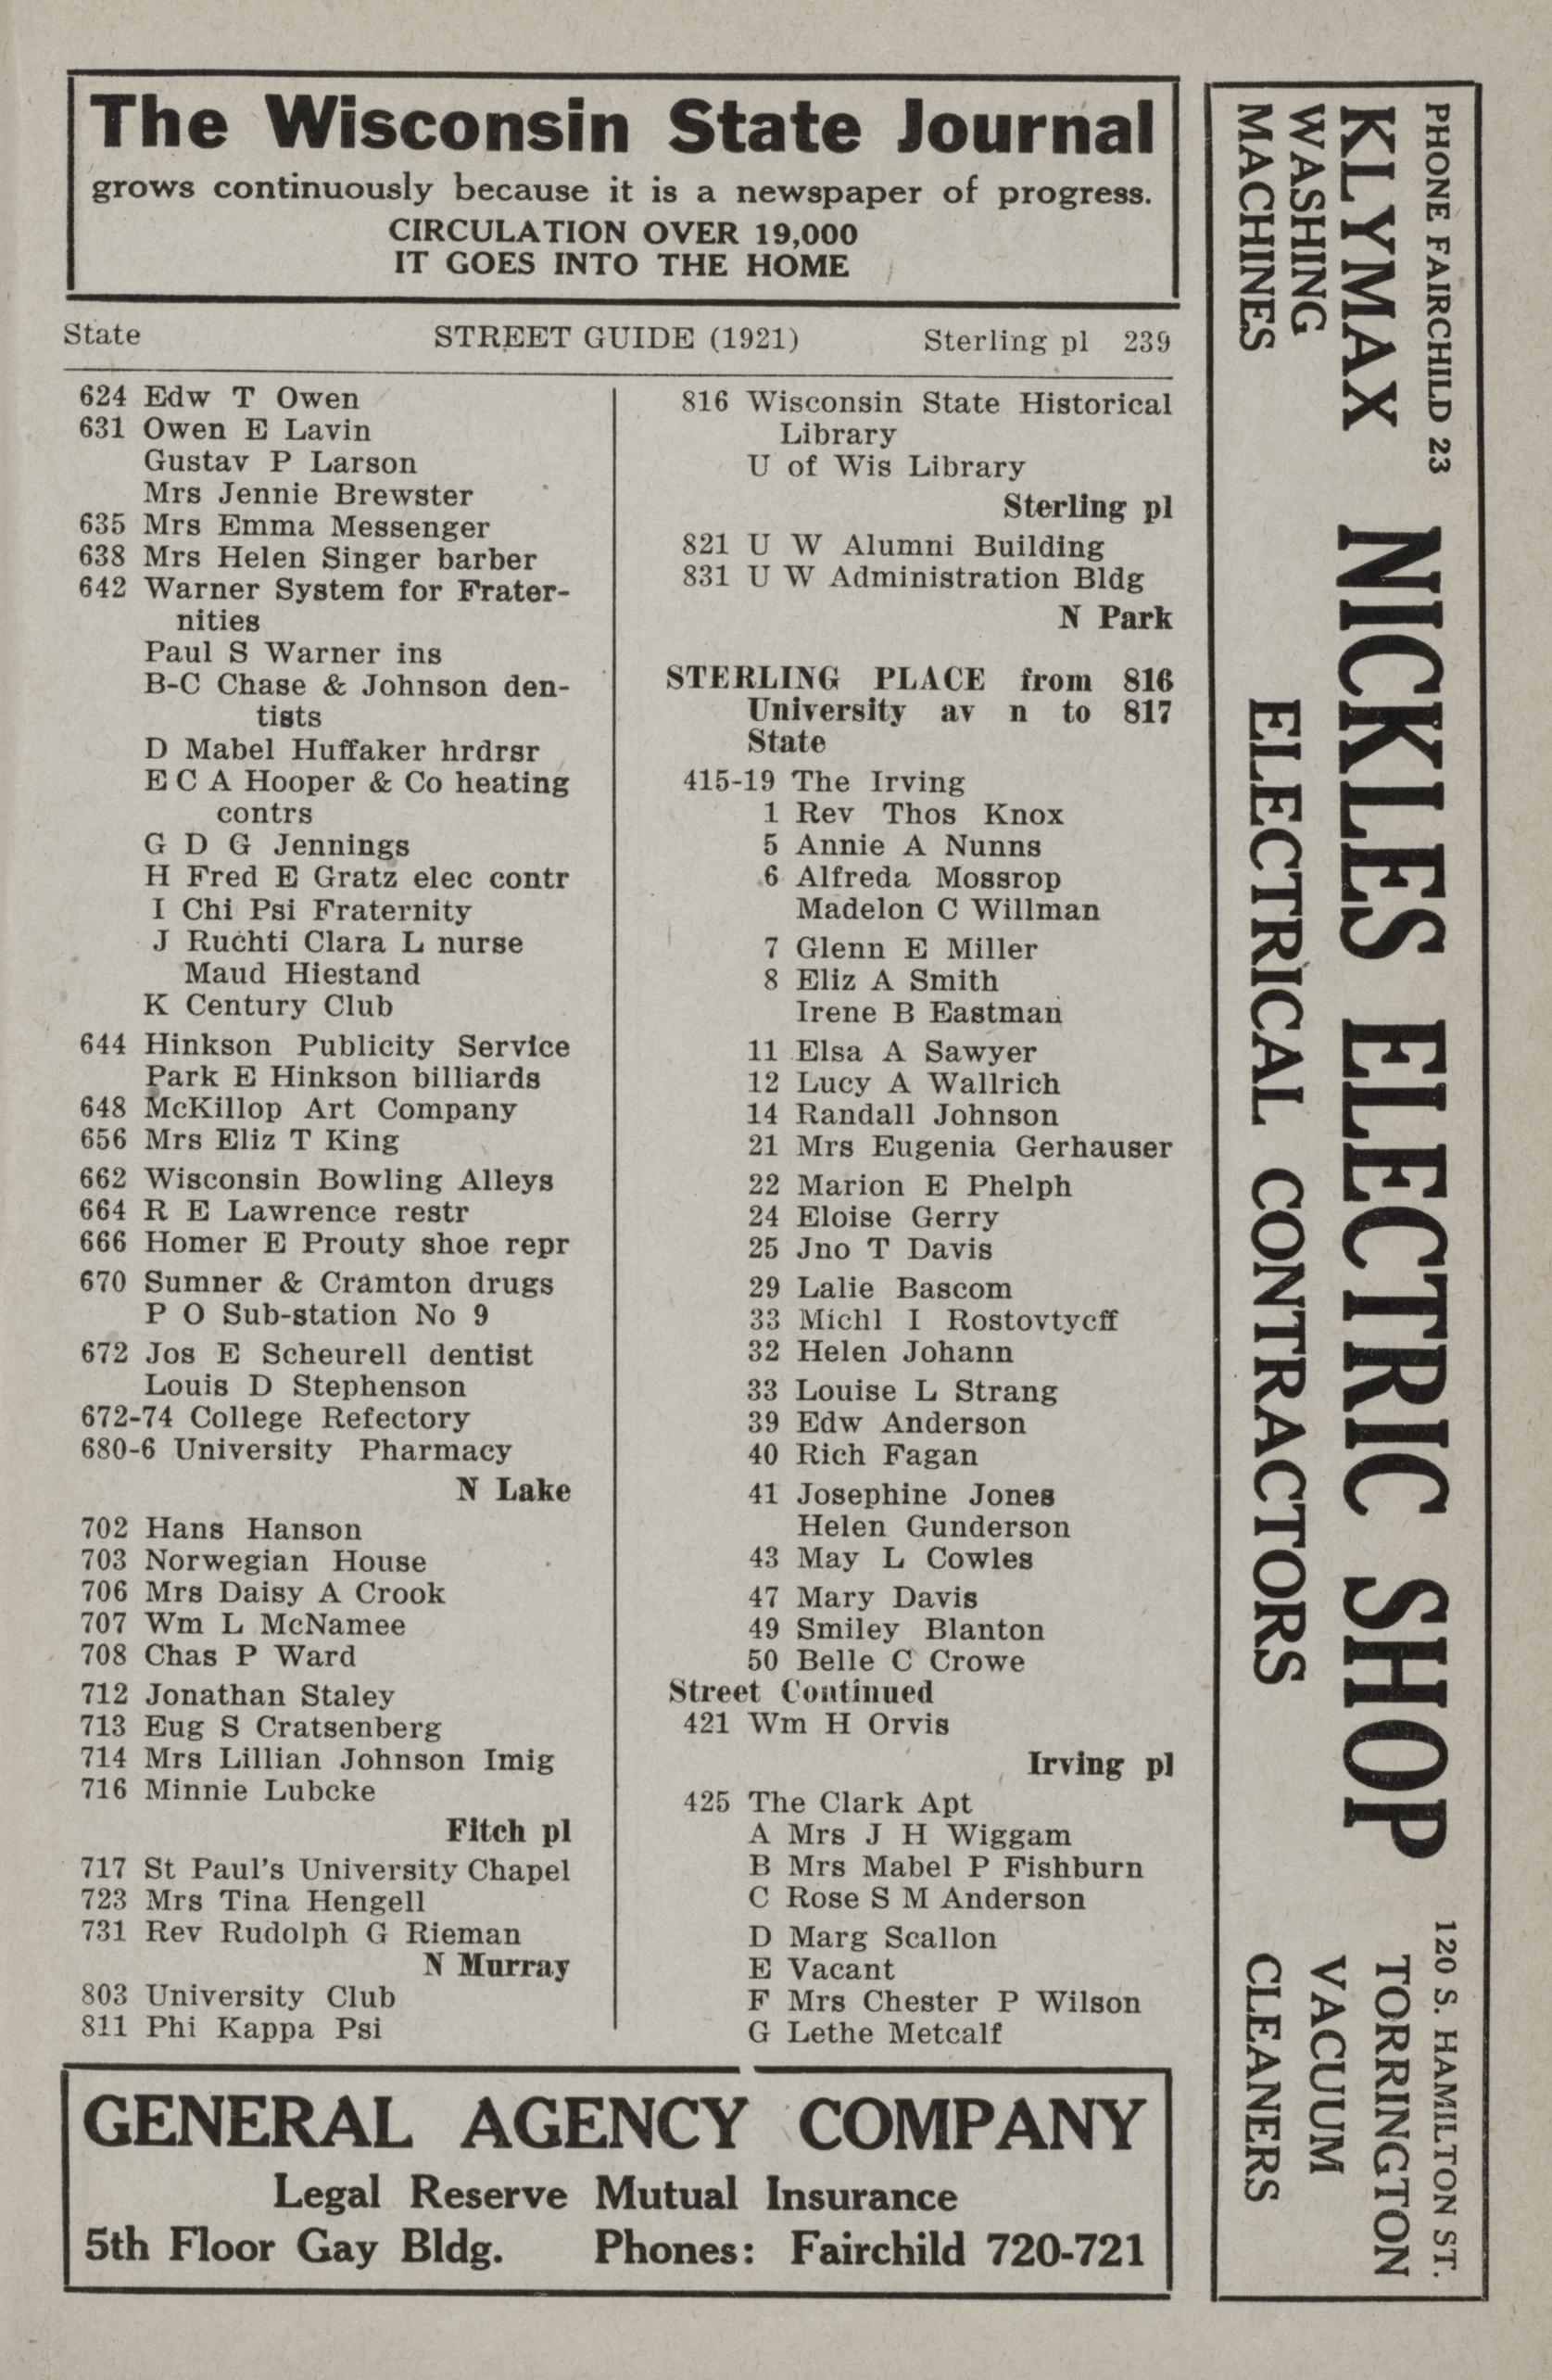 The Wisconsin State Journal
grows continuously because it is a newspaper of progress.
CIRCULATION OVER 19,000
IT GOES INTO THE HOME
State STREET GUIDE (1921) Sterling pl 239
624 Edw T Owen
631 Owen E Lavin
Gustav P Larson
Mrs Jennie Brewster
635 Mrs Emma Messenger
638 Mrs Helen Singer barber
642 Warner System for Frater-
nities
Paul S Warner ins
B-C Chase & Johnson den-
tists
D Mabel Huffaker hrdrsr
E C A Hooper & Co heating
contrs
G D G Jennings
H Fred E Gratz elec contr
I Chi Psi Fraternity
J Ruchti Clara L nurse
Maud Hiestand
K Century Club
644 Hinkson Publicity Service
Park E Hinkson billiards
648 McKillop Art Company
656 Mrs Eliz T King
662 Wisconsin Bowling Alleys
664 R E Lawrence restr
666 Homer E Prouty shoe repr
670 Sumner & Cramton drugs
P O Sub-station No 9
672 Jos E Scheurell dentist
Louis D Stephenson
672-74 College Refectory
680-6 University Pharmacy
N Lake
702 Hans Hanson
703 Norwegian House
706 Mrs Daisy A Crook
707 Wm L McNamee
708 Chas P Ward
712 Jonathan Staley
713 Eug S Cratsenberg
714 Mrs Lillian Johnson Imig
716 Minnie Lubcke
Fitch pl
717 St Paul's University Chapel
723 Mrs Tina Hengell
731 Rev Rudolph G Rieman
N Murray
803 University Club
811 Phi Kappa Psi
816 Wisconsin State Historical
Library
U of Wis Library
Sterling pl
821 U W Alumni Building
831 U W Administration Bldg
N Park
STERLING PLACE from 816
University av n to 817
State
415-19 The Irving
1 Rev Thos Knox
5 Annie A Nunns
6 Alfreda Mossrop
Madelon C Willman
7 Glenn E Miller
8 Eliz A Smith
Irene B Eastman
11 Elsa A Sawyer
12 Lucy A Wallrich
14 Randall Johnson
21 Mrs Eugenia Gerhauser
22 Marion E Phelph
24 Eloise Gerry
25 Jno T Davis
29 Lalie Bascom
33 Michl I Rostovtycff
32 Helen Johann
33 Louise L Strang
39 Edw Anderson
40 Rich Fagan
41 Josephine Jones
Helen Gunderson
43 May L Cowles
47 Mary Davis
49 Smiley Blanton
50 Belle C Crowe
Street Continued
421 Wm H Orvis
Irving pl
425 The Clark Apt
A Mrs J H Wiggam
B Mrs Mabel P Fishburn
C Rose S M Anderson
D Marg Scallon
E Vacant
F Mrs Chester P Wilson
G Lethe Metcalf
GENERAL AGENCY COMPANY
Legal Reserve Mutual Insurance
5th Floor Gay Bldg. Phones: Fairchild 720-721
PHONE FAIRCHILD 23
KLYMAX
WASHING
MACHINES
NICKLES ELECTRIC SHOP
ELECTRICAL CONTRACTORS
120 S. HAMILTON ST.
TORRINGTON
VACUUM
CLEANERS